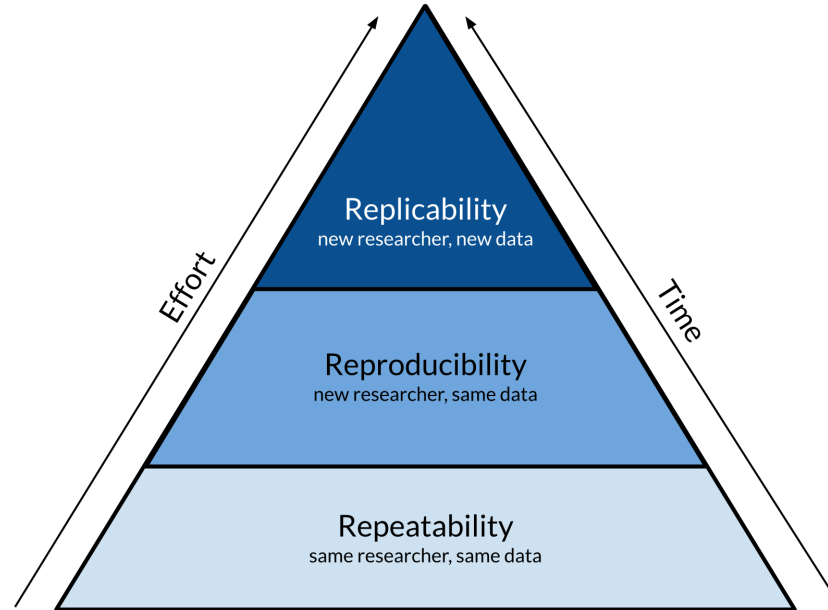 Replicability
new researcher, new data
Effort
Time
Reproducibility
new researcher, same data
Repeatability
same researcher, same data